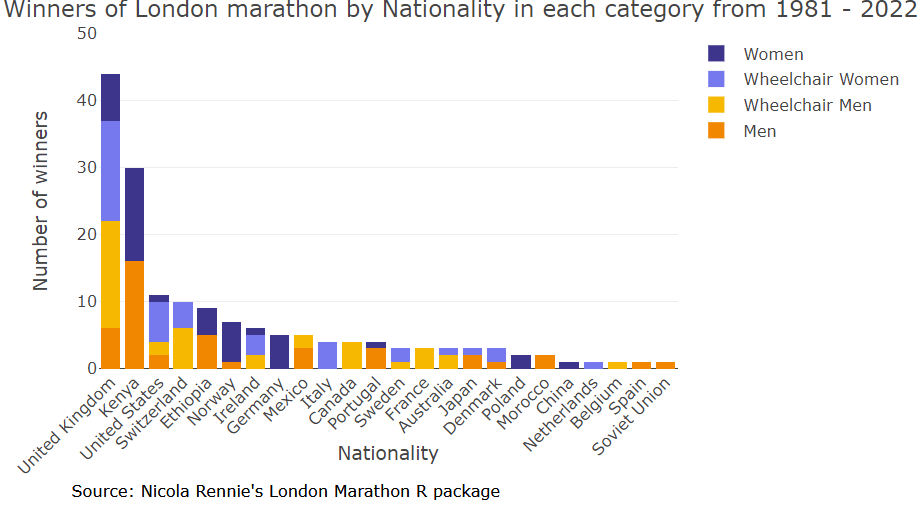 Winners of London marathon by Nationality in each category from 1981 - 2022
50
40
30
20
10
0
Number of winners
Women
Wheelchair Women
Wheelchair Men
Men
United Kingdom
Kenya
United States
Switzerland
Ethiopia
Norway
Ireland
Germany
Mexico
Italy
Canada
Portugal
Sweden
France
Australia
Japan
Denmark
Poland
Morocco
China
Netherlands
Belgium
Spain
Soviet Union
Nationality
Source: Nicola Rennie's London Marathon R package